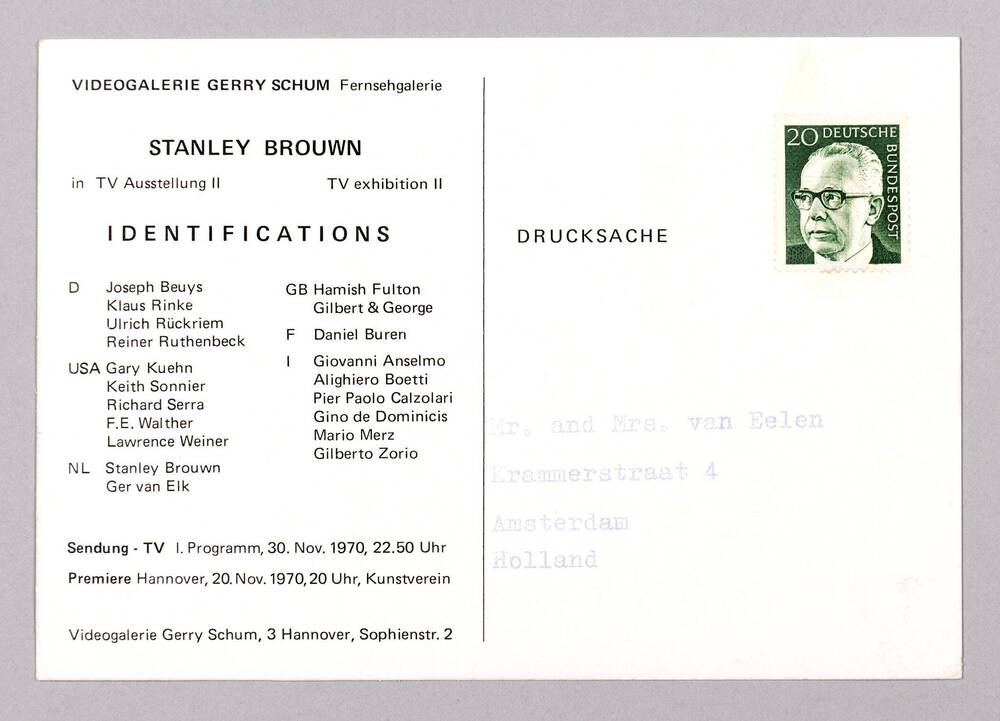 VIDEOGALERIE GERRY SCHUM Fernsehgalerie
STANLEY BROUWN
in TV Ausstellung II TV exhibition II
IDENTIFICATIONS
D Joseph Beuys
Klaus Rinke
Ulrich Rückriem
Reiner Ruthenbeck
USA Gary Kuehn
Keith Sonnier
Richard Serra
F.E. Walther
Lawrence Weiner
NL Stanley Brouwn
Ger van Elk
GB Hamish Fulton
Gilbert & George
F Daniel Buren
I Giovanni Anselmo
Alighiero Boetti
Pier Paolo Calzolari
Gino de Dominicis
Mario Merz
Gilberto Zorio
Sendung - TV I. Programm, 30. Nov. 1970, 22.50 Uhr
Premiere Hannover, 20. Nov. 1970, 20 Uhr, Kunstverein
Videogalerie Gerry Schum, 3 Hannover, Sophienstr. 2
DRUCKSACHE
20 DEUTSCHE
BUNDESPOST
Mr. and Mrs. van Eelen
Krammerstraat 4
Amsterdam
Holland